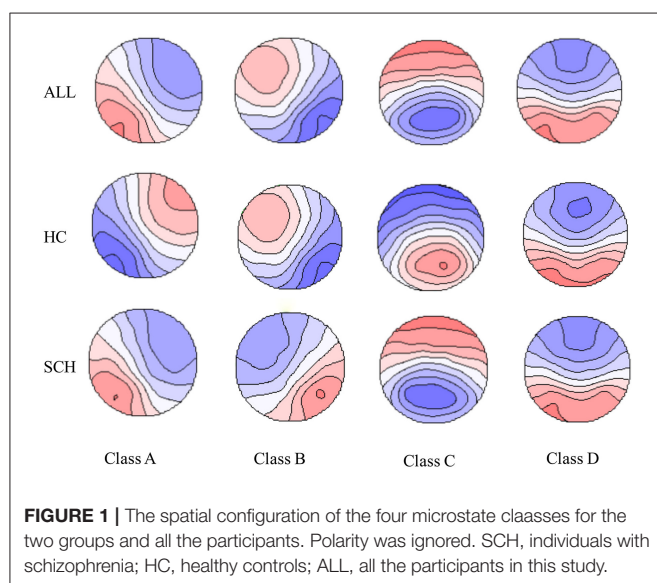 ALL
HC
SCH
Class A Class B Class C Class D
FIGURE 1 | The spatial configuration of the four microstate claasses for the
two groups and all the participants. Polarity was ignored. SCH, individuals with
schizophrenia; HC, healthy controls; ALL, all the participants in this study.